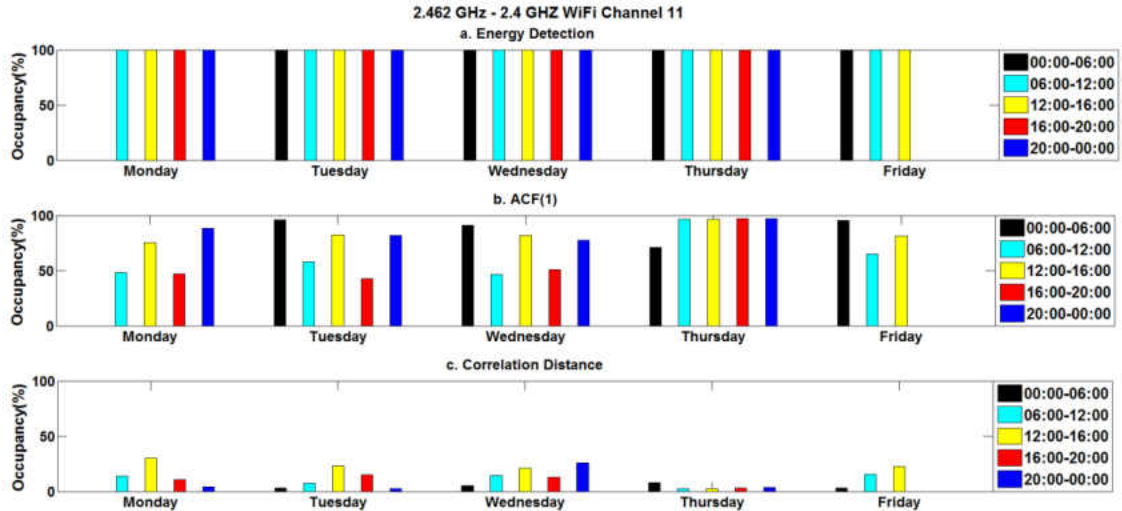 2.462 GHz - 2.4 GHZ WiFi Channel 11
a. Energy Detection
Occupancy(%)
100
50
0
Monday
Tuesday
Wednesday
Thursday
Friday
00:00-06:00
06:00-12:00
12:00-16:00
16:00-20:00
20:00-00:00
b. ACF(1)
Occupancy(%)
100
50
0
Monday
Tuesday
Wednesday
Thursday
Friday
00:00-06:00
06:00-12:00
12:00-16:00
16:00-20:00
20:00-00:00
c. Correlation Distance
Occupancy(%)
100
50
0
Monday
Tuesday
Wednesday
Thursday
Friday
00:00-06:00
06:00-12:00
12:00-16:00
16:00-20:00
20:00-00:00